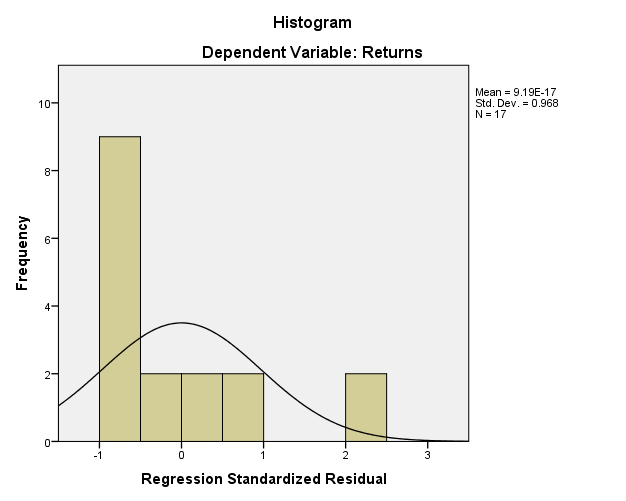 Histogram
Dependent Variable: Returns
Mean = 9.19E-17
Std. Dev. = 0.968
N = 17
Frequency
10
8
6
4
2
0
-1
0
1
2
3
Regression Standardized Residual